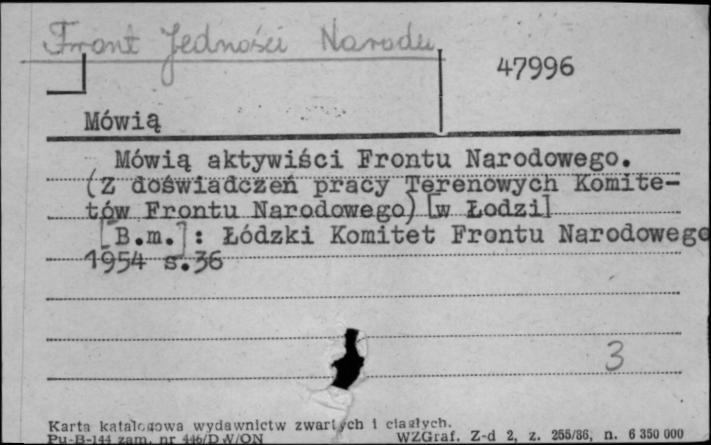 Front Jedności Narodu
47996
Mówią
Mówią aktywiści Frontu Narodowego.
(Z doświadczeń pracy Terenowych Komite-
tów Frontu Narodowego) [w Łodzi]
[B.m.]: Łódzki Komitet Frontu Narodowego
1954 s.36
3
Karta katalogowa wydawnictw zwartych i ciągłych.
Pu-B-144 zam. nr 446/DW/ON WZGraf. Z-d 2, z. 255/86, n. 6 350 000